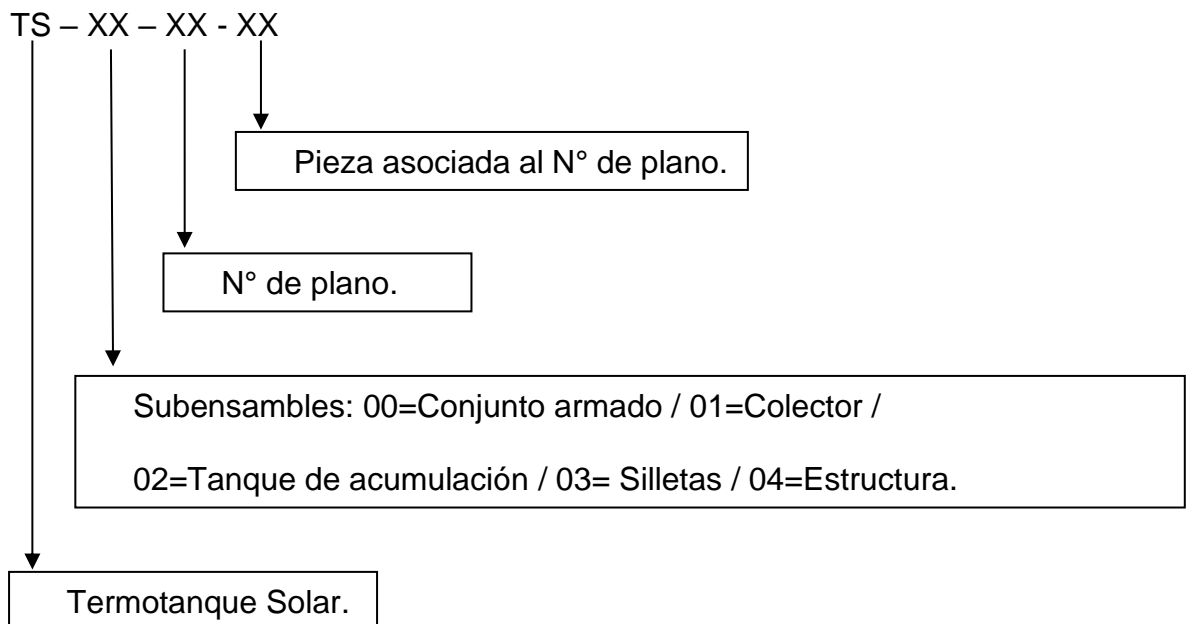 TS – XX – XX - XX
Pieza asociada al N° de plano.
N° de plano.
Subensambles: 00=Conjunto armado / 01=Colector /
02=Tanque de acumulación / 03= Silletas / 04=Estructura.
Termotanque Solar.